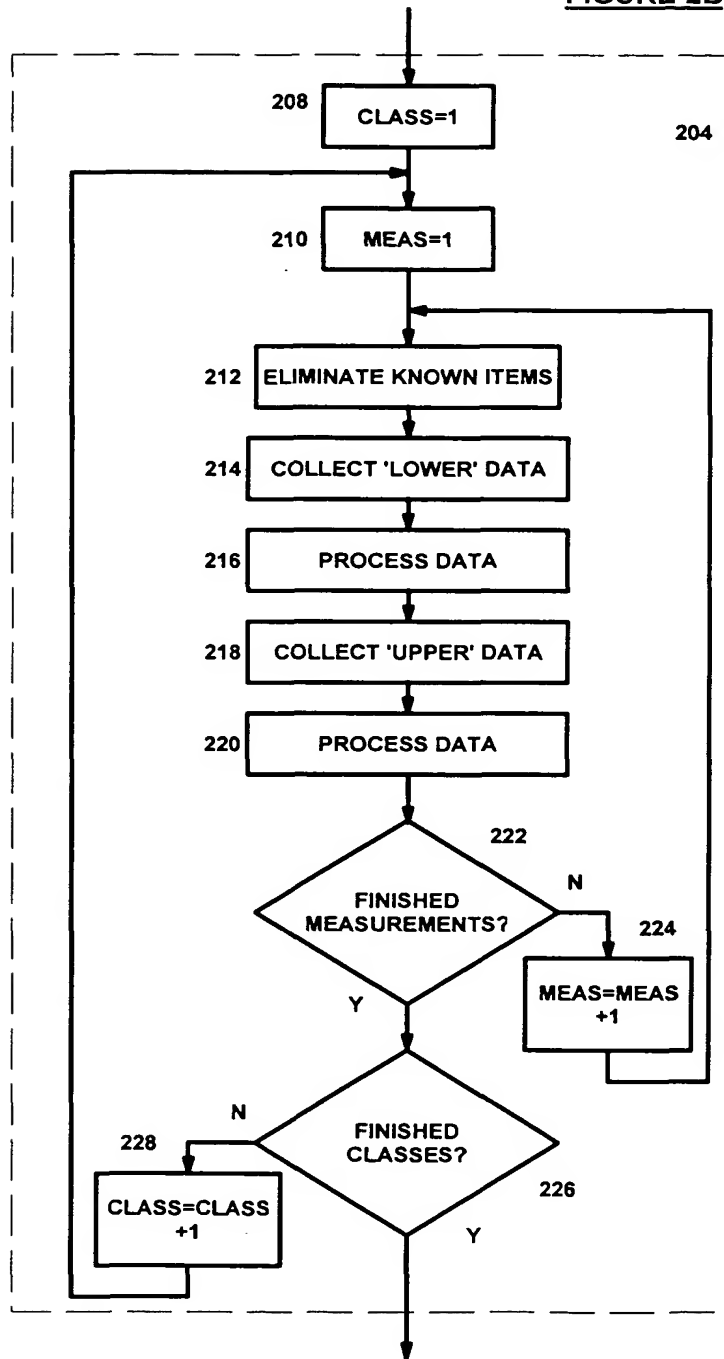 FIGURE 2B
208
CLASS=1
204
210
MEAS=1
212
ELIMINATE KNOWN ITEMS
214
COLLECT 'LOWER' DATA
216
PROCESS DATA
218
COLLECT 'UPPER' DATA
220
PROCESS DATA
222
FINISHED
MEASUREMENTS?
N
224
MEAS=MEAS
+1
Y
N
FINISHED
CLASSES?
228
226
CLASS=CLASS
+1
Y